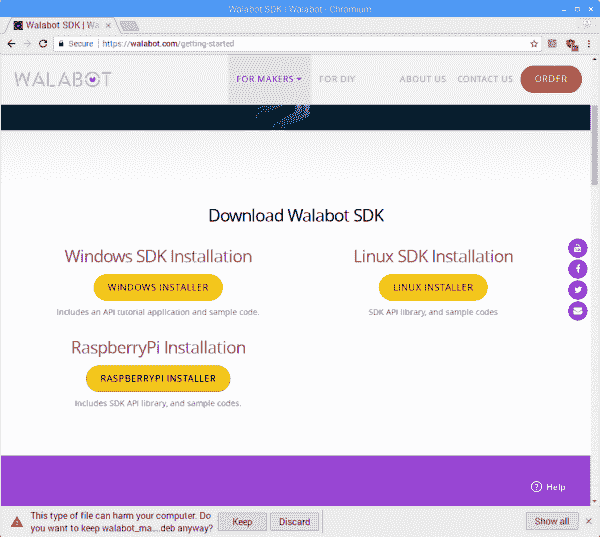 Walabot SDK | Walabot - Chromium
Walabot SDK | Wal
Secure | https://walabot.com/getting-started
WALABOT
FOR MAKERS
FOR DIY
ABOUT US
CONTACT US
ORDER
Download Walabot SDK
Windows SDK Installation
Linux SDK Installation
WINDOWS INSTALLER
LINUX INSTALLER
Includes an API tutorial application and sample code.
SDK API library, and sample codes
RaspberryPi Installation
RASPBERRYPI INSTALLER
Includes SDK API library, and sample codes.
Help
This type of file can harm your computer. Do
you want to keep walabot_ma....deb anyway?
Keep
Discard
Show all